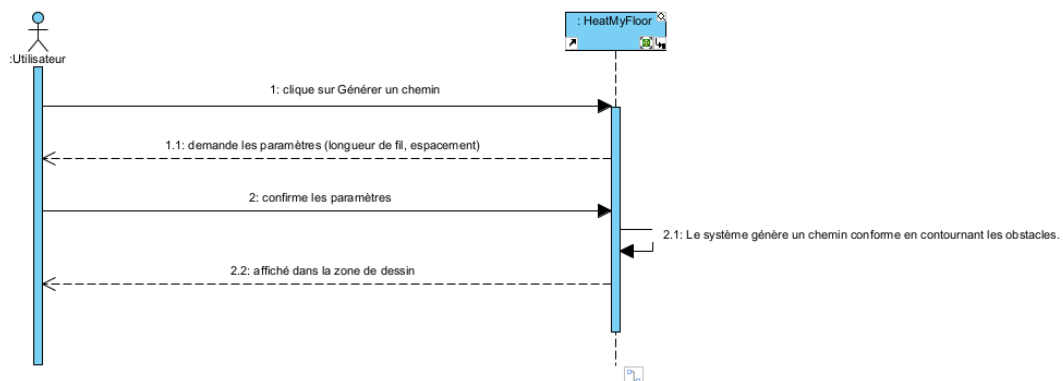 : HeatMyFloor
:Utilisateur
1: clique sur Générer un chemin
1.1: demande les paramètres (longueur de fil, espacement)
2: confirme les paramètres
2.1: Le système génère un chemin conforme en contournant les obstacles.
2.2: affiché dans la zone de dessin